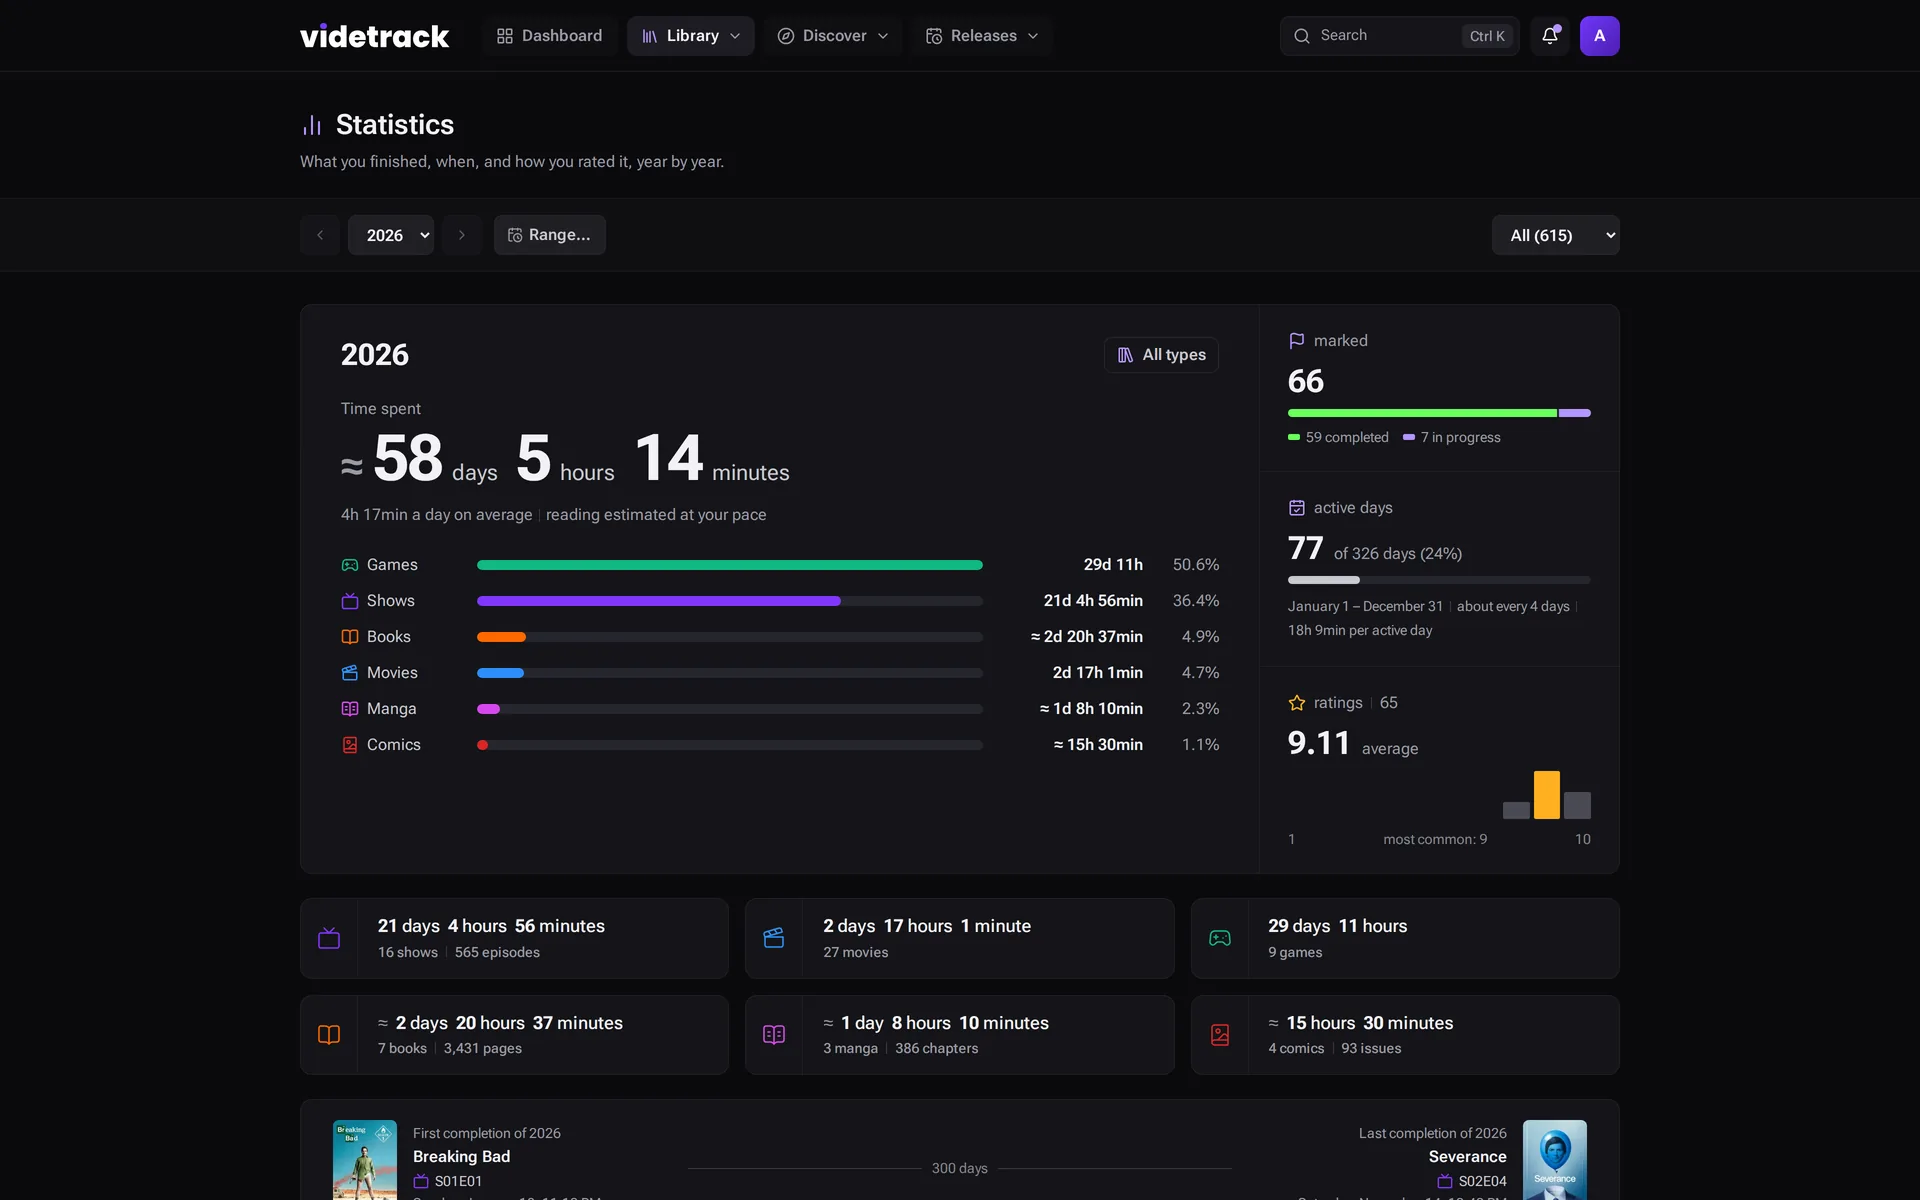 videtrack
Dashboard
Library
Discover
Releases
Search
Ctrl K
A
Statistics
What you finished, when, and how you rated it, year by year.
2026
Range...
All (615)
2026
All types
Time spent
≈ 58 days 5 hours 14 minutes
4h 17min a day on average | reading estimated at your pace
Games 29d 11h 50.6%
Shows 21d 4h 56min 36.4%
Books ≈ 2d 20h 37min 4.9%
Movies 2d 17h 1min 4.7%
Manga ≈ 1d 8h 10min 2.3%
Comics ≈ 15h 30min 1.1%
marked
66
59 completed 7 in progress
active days
77 of 326 days (24%)
January 1 – December 31 | about every 4 days |
18h 9min per active day
ratings | 65
9.11 average
1 most common: 9 10
21 days 4 hours 56 minutes
16 shows | 565 episodes
2 days 17 hours 1 minute
27 movies
29 days 11 hours
9 games
≈ 2 days 20 hours 37 minutes
7 books | 3,431 pages
≈ 1 day 8 hours 10 minutes
3 manga | 386 chapters
≈ 15 hours 30 minutes
4 comics | 93 issues
Breaking
Bad
First completion of 2026
Breaking Bad
S01E01
300 days
Last completion of 2026
Severance
S02E04
Severance